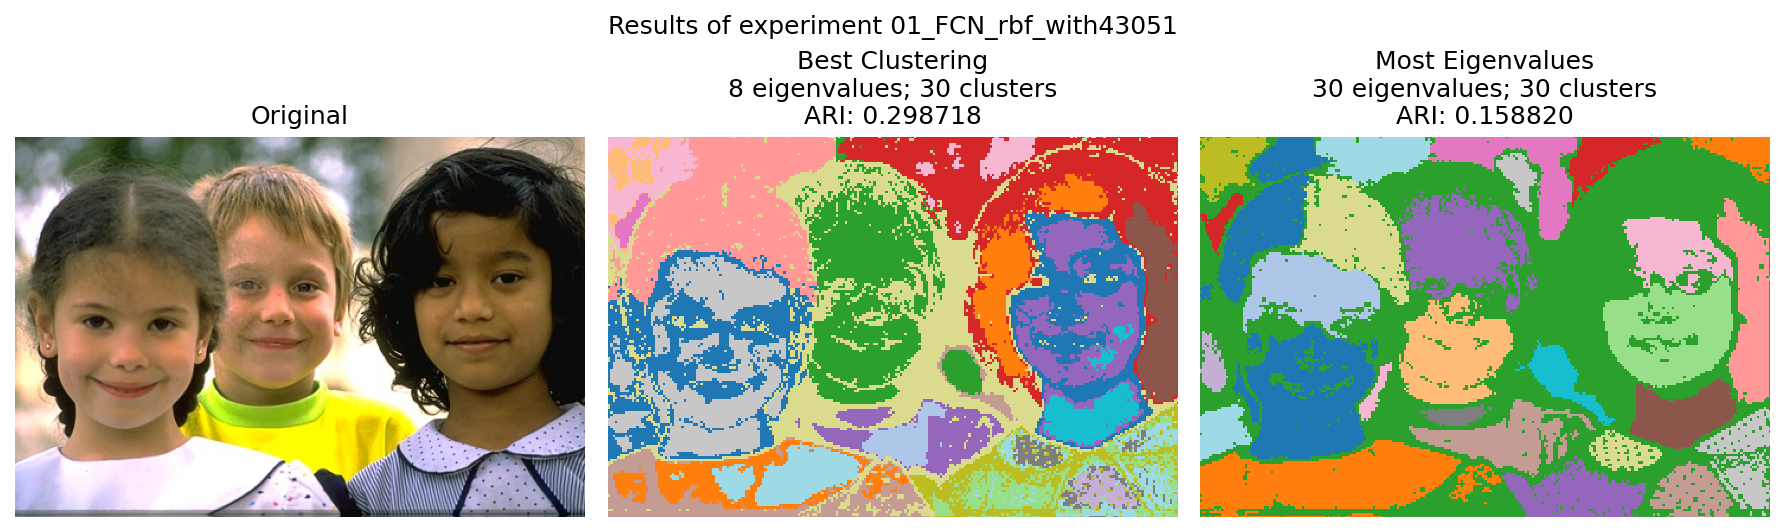 Results of experiment 01_FCN_rbf_with43051
Original
Best Clustering
8 eigenvalues; 30 clusters
ARI: 0.298718
Most Eigenvalues
30 eigenvalues; 30 clusters
ARI: 0.158820